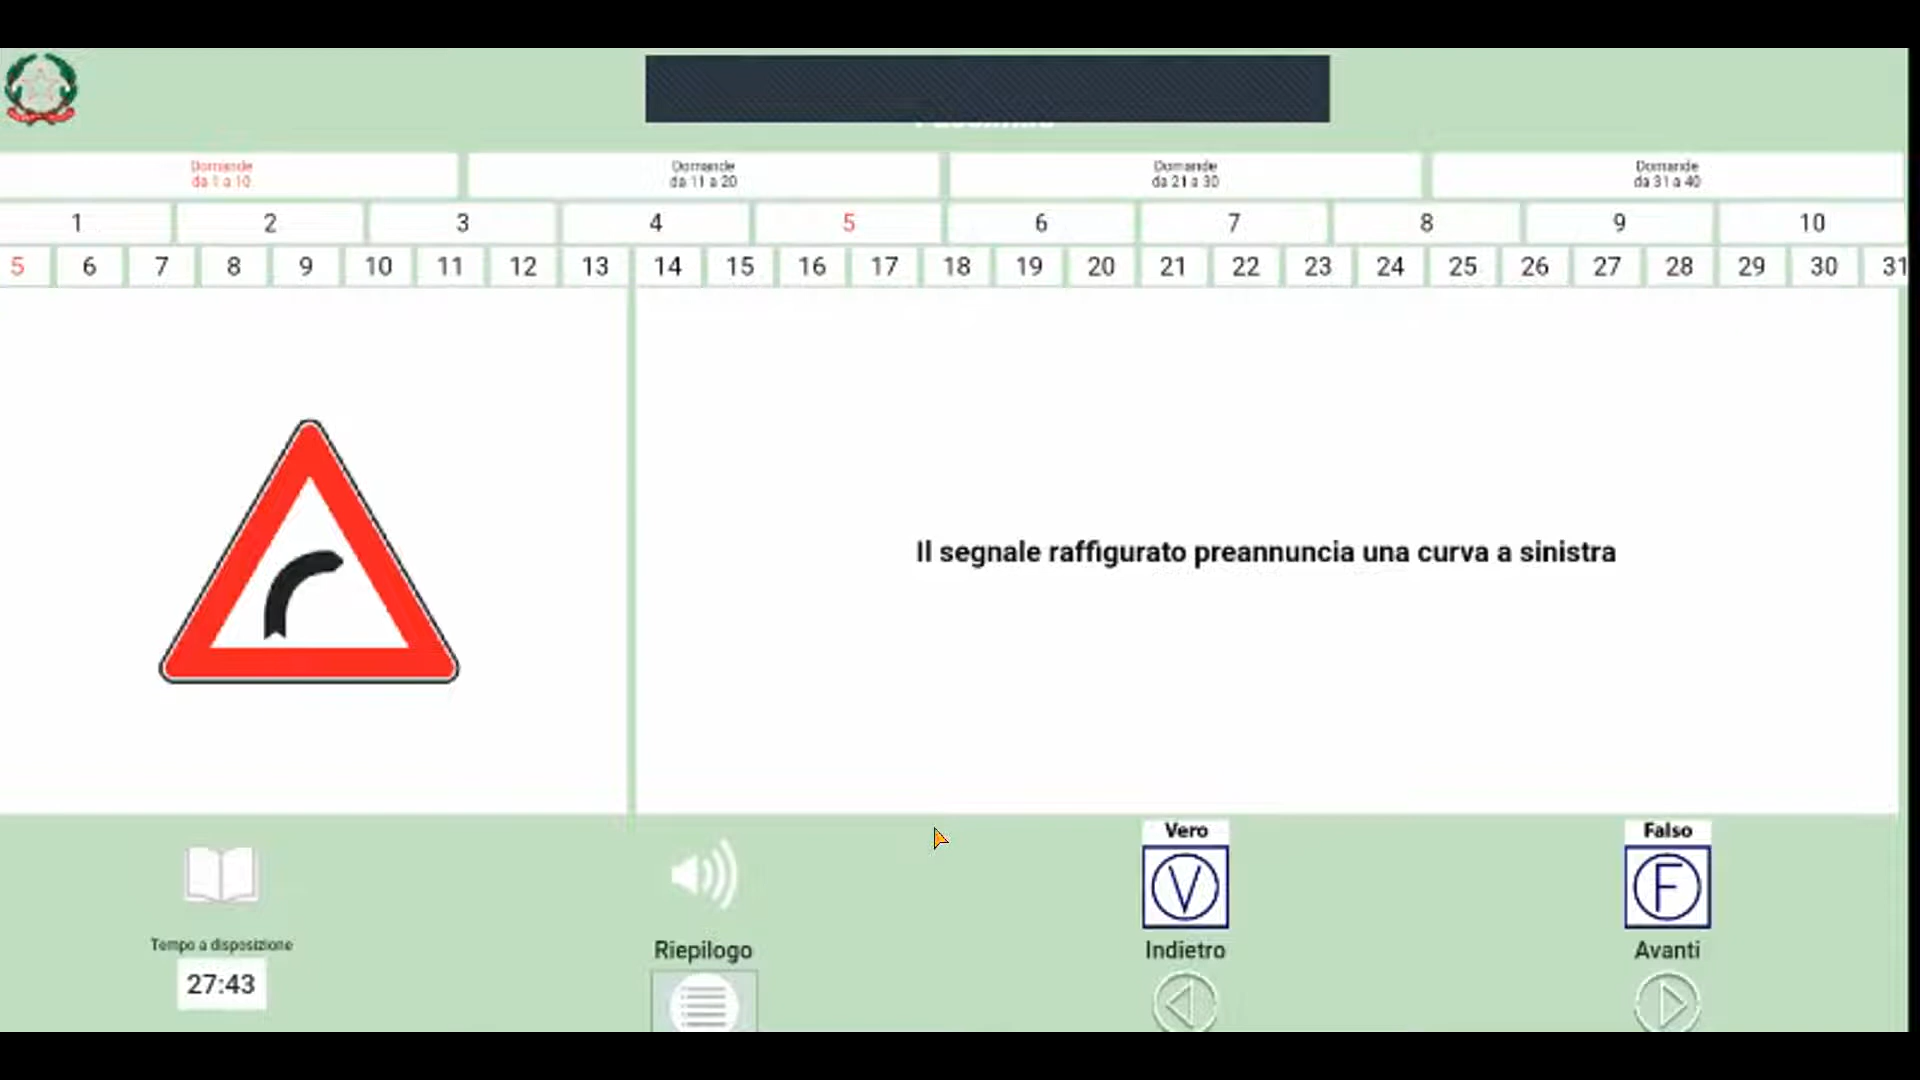 Domande
da 1 a 10
Domande
da 11 a 20
Domande
da 21 a 30
Domande
da 31 a 40
1 2 3 4 5 6 7 8 9 10
5 6 7 8 9 10 11 12 13 14 15 16 17 18 19 20 21 22 23 24 25 26 27 28 29 30 31
Il segnale raffigurato preannuncia una curva a sinistra
Vero
V
Falso
F
Tempo a disposizione
27:43
Riepilogo
Indietro
Avanti